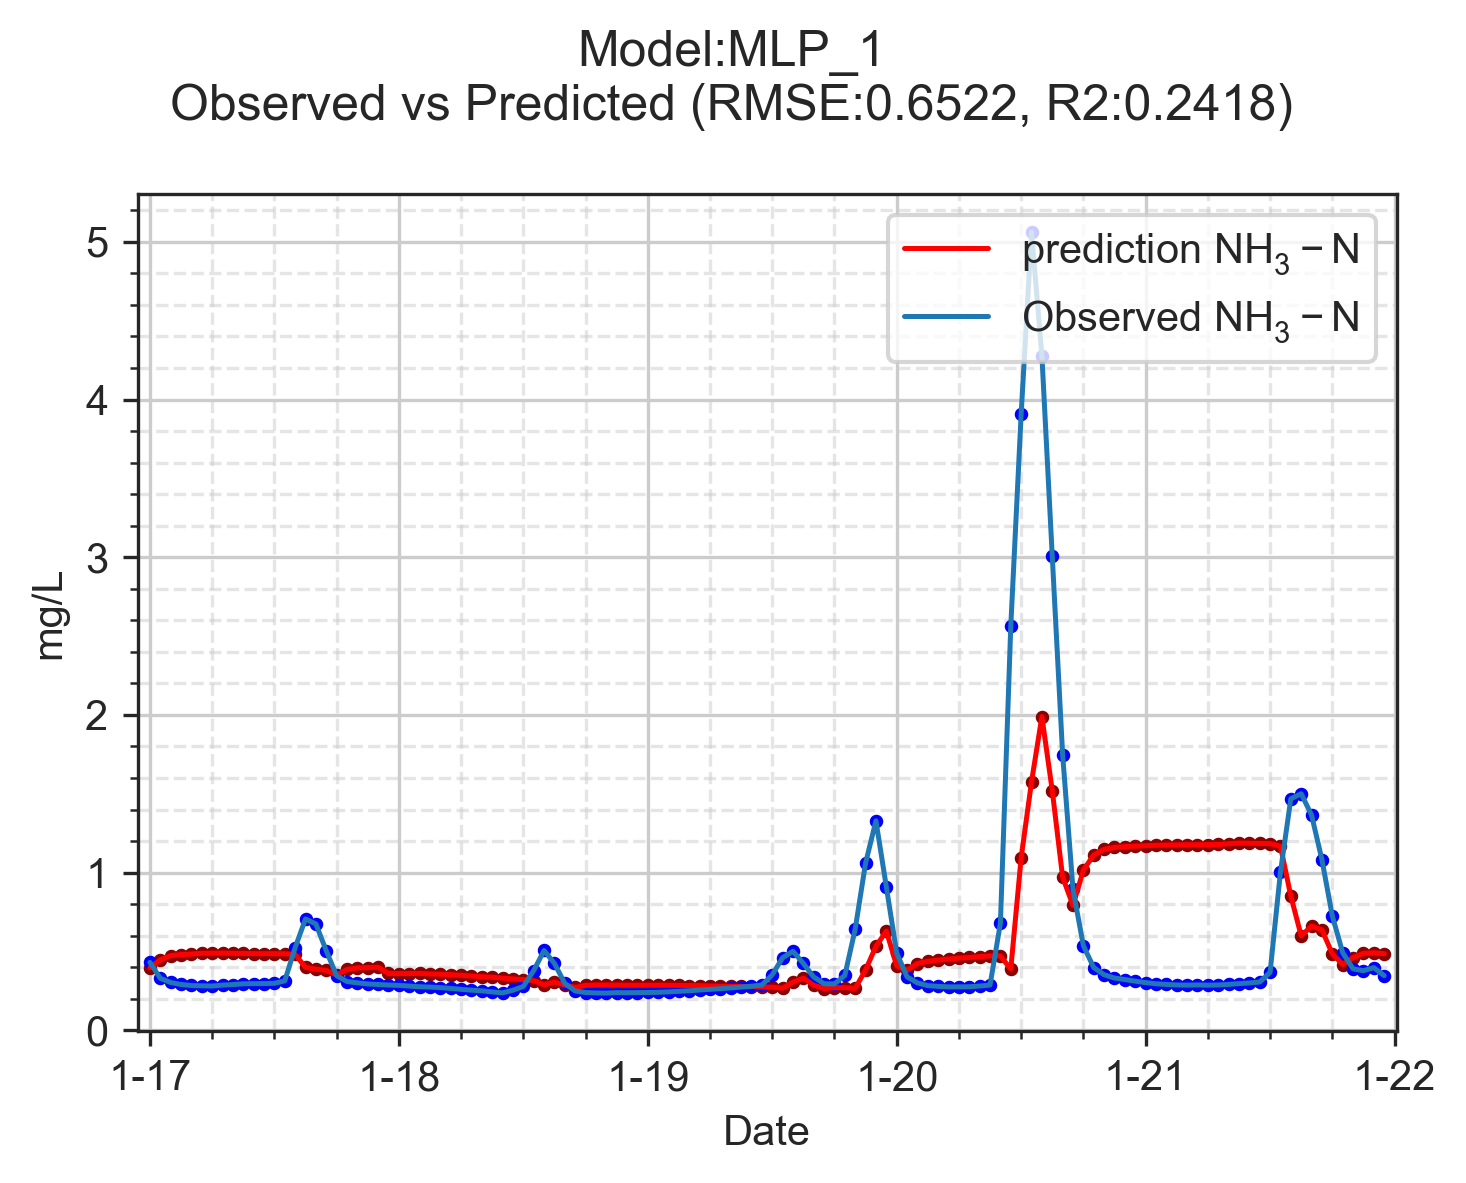 Model:MLP_1
Observed vs Predicted (RMSE:0.6522, R2:0.2418)
prediction NH₃ − N
Observed NH₃ − N
5
4
3
2
1
0
mg/L
1-17 1-18 1-19 1-20 1-21 1-22
Date